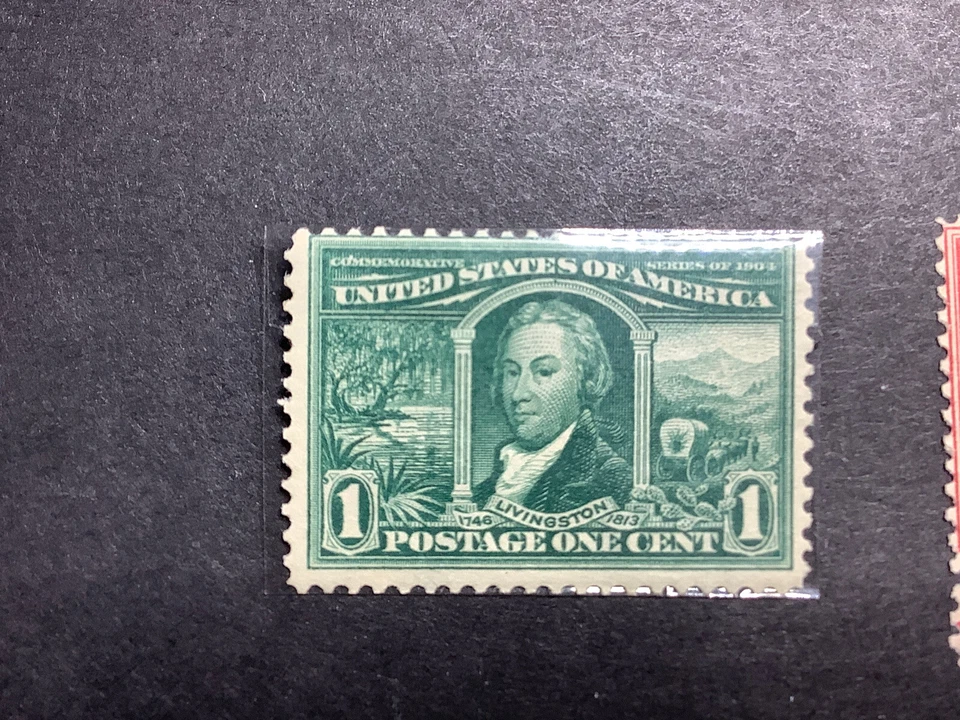 COMMEMORATIVE SERIES OF 1904
UNITED STATES OF AMERICA
1746 LIVINGSTON 1813
1 POSTAGE ONE CENT 1